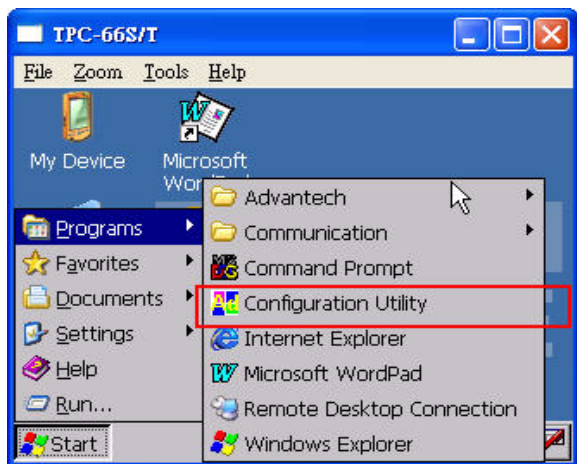 TPC-66S/T
File Zoom Tools Help
My Device
Microsoft
Wor
Programs
Favorites
Documents
Settings
Help
Run...
Start
Advantech
Communication
Command Prompt
Configuration Utility
Internet Explorer
Microsoft WordPad
Remote Desktop Connection
Windows Explorer